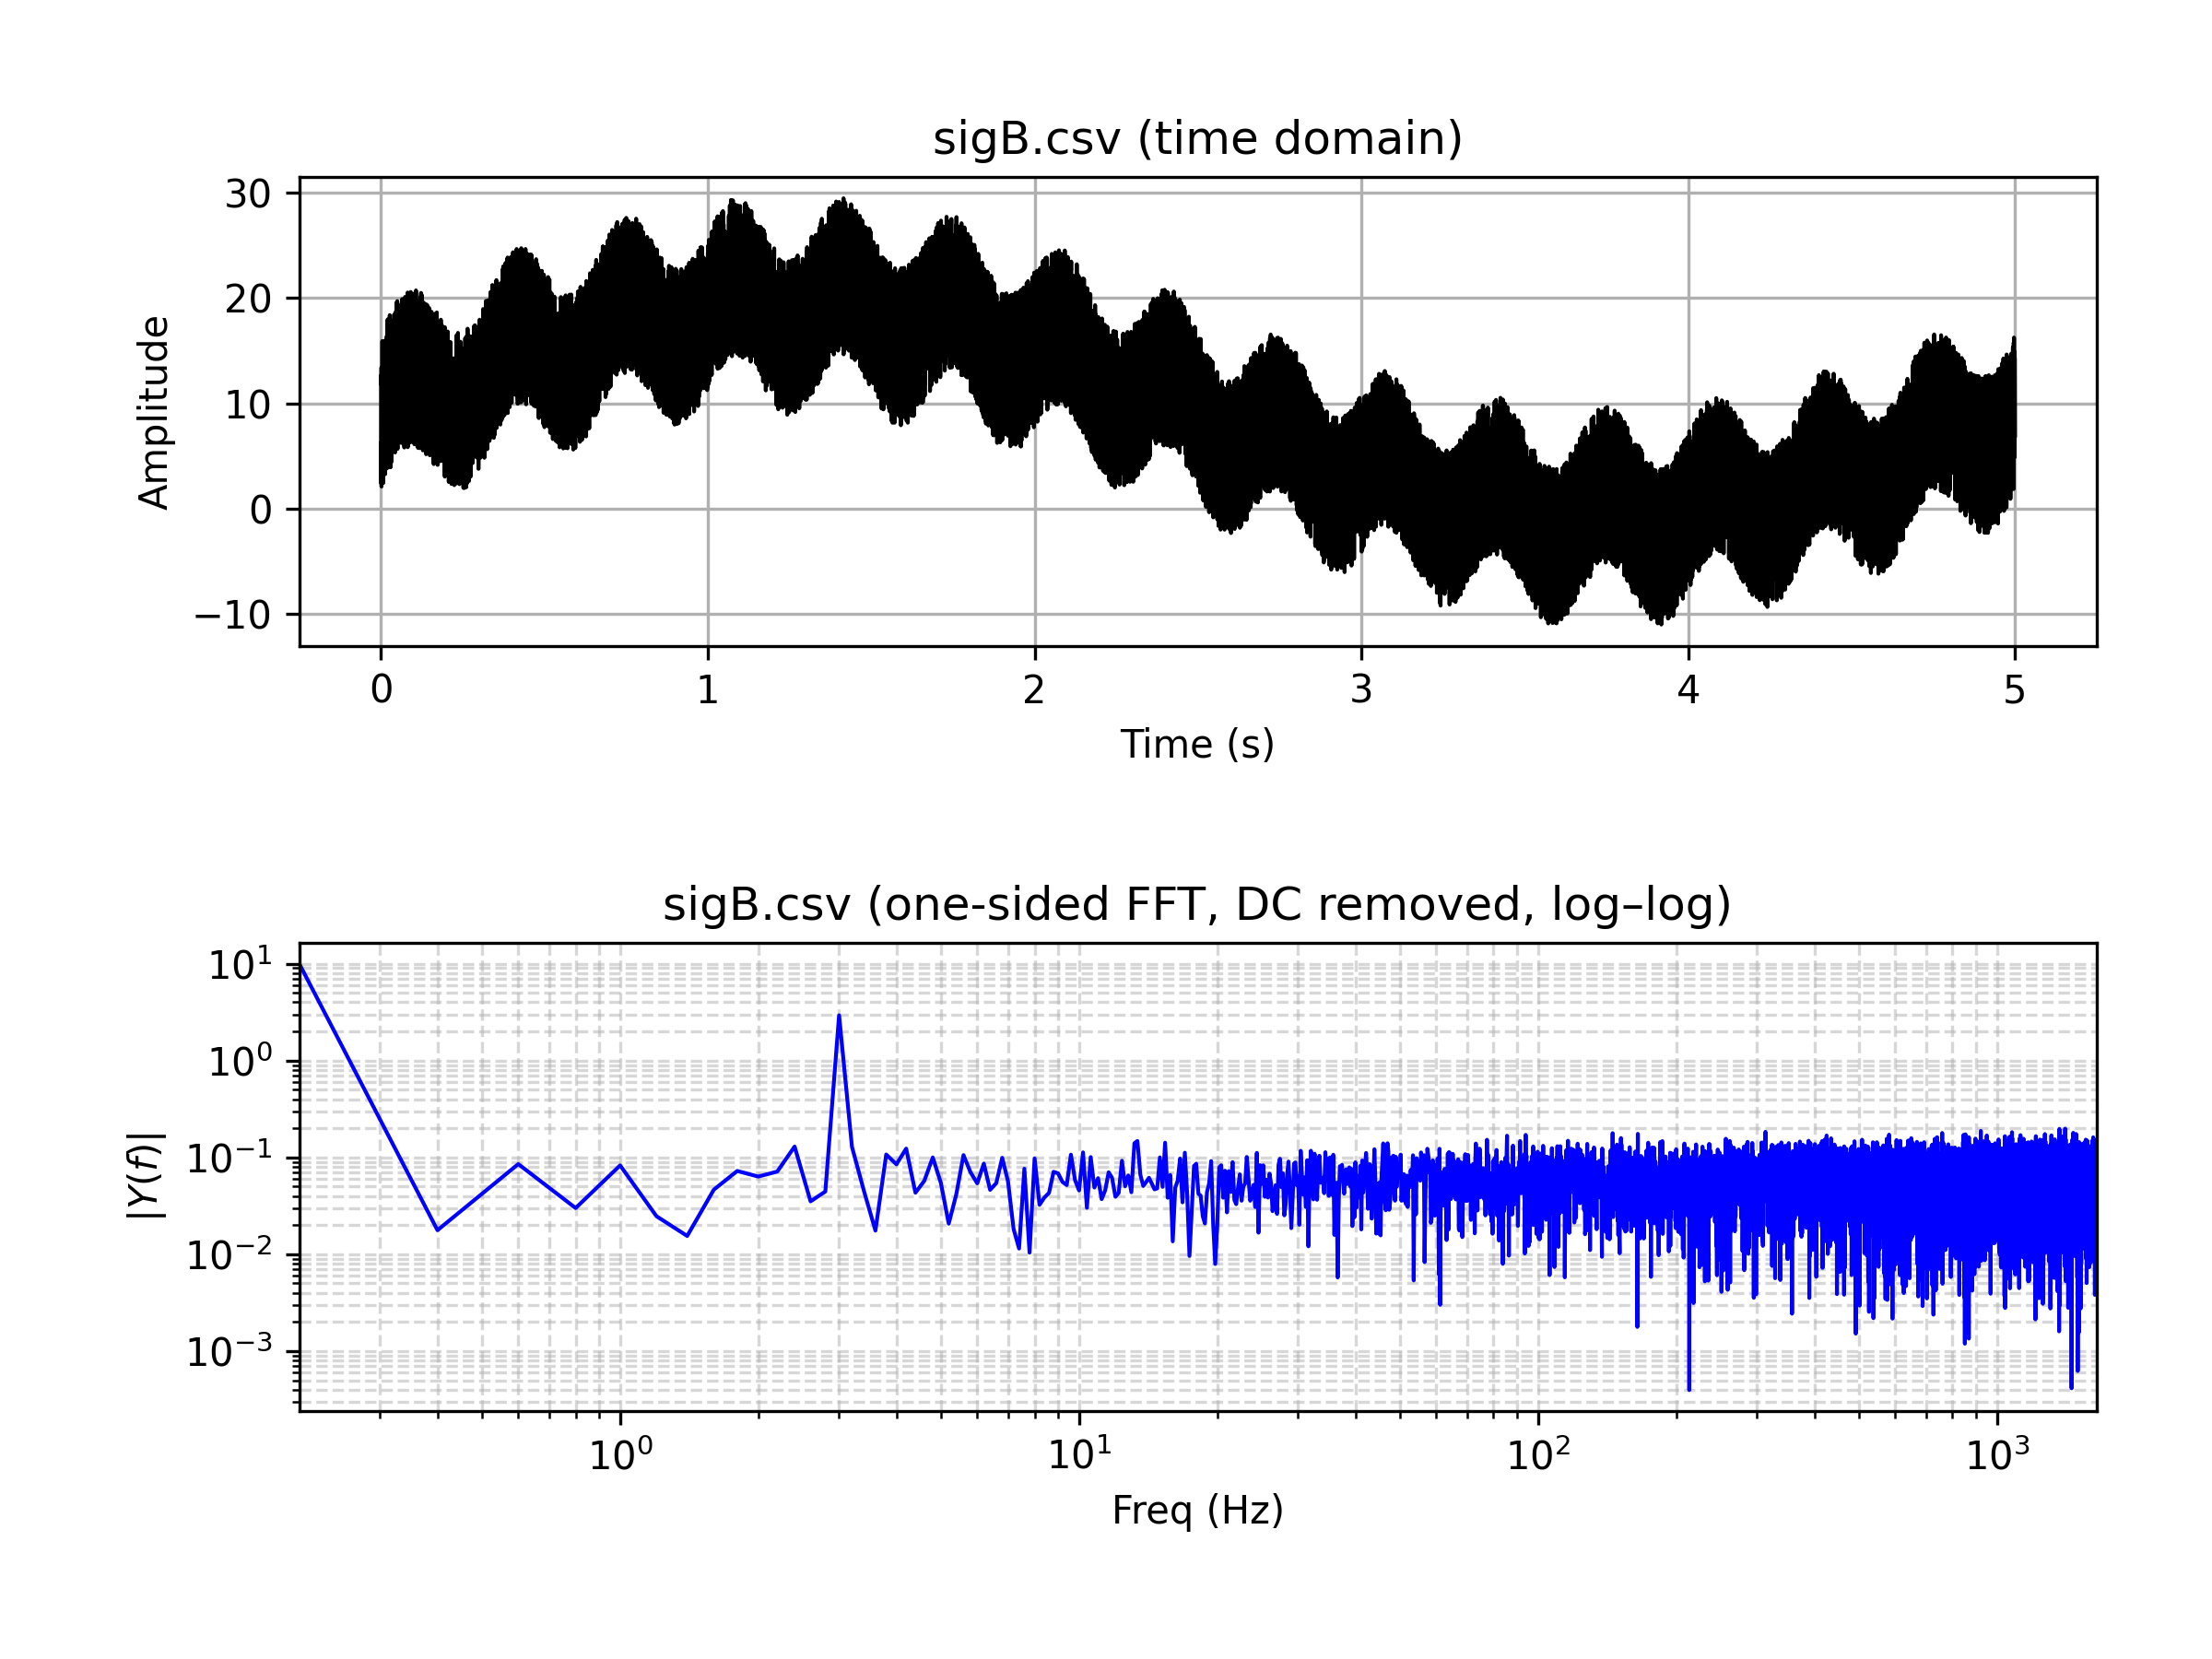 sigB.csv (time domain)
30
20
10
0
−10
Amplitude
0 1 2 3 4 5
Time (s)
sigB.csv (one-sided FFT, DC removed, log–log)
10¹
10⁰
10⁻¹
10⁻²
10⁻³
|Y(f)|
10⁰ 10¹ 10² 10³
Freq (Hz)